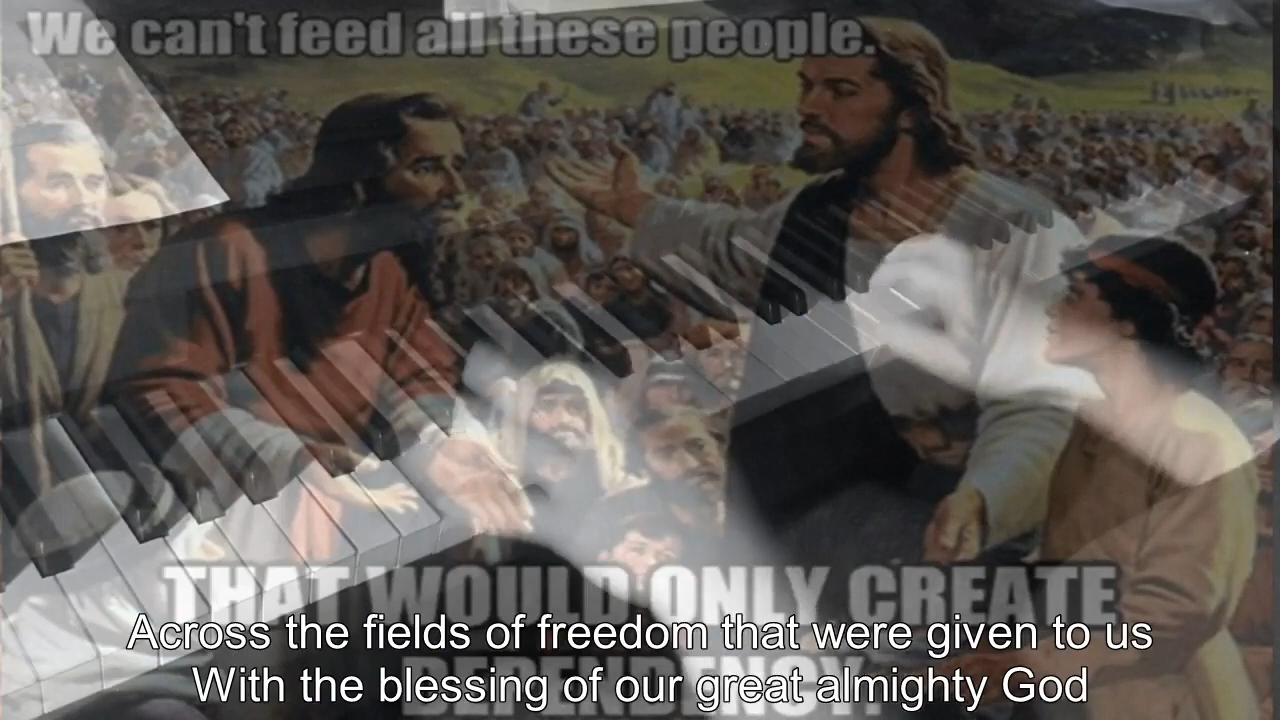 We can't feed all these people.
THAT WOULD ONLY CREATE
DEPENDENCY.
Across the fields of freedom that were given to us
With the blessing of our great almighty God